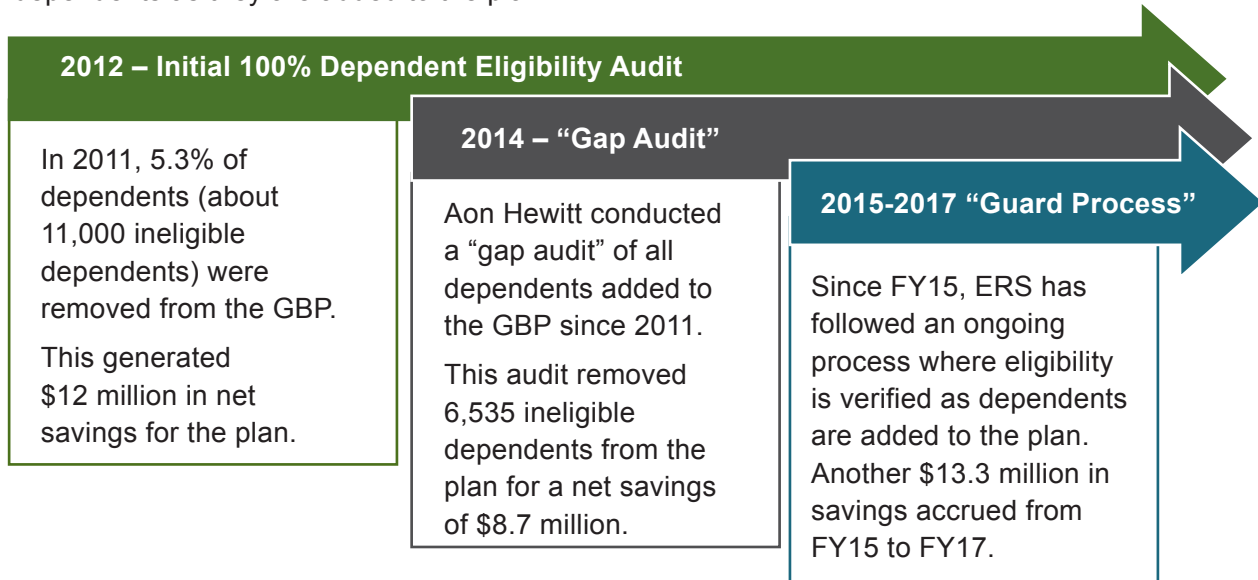 2012 – Initial 100% Dependent Eligibility Audit
In 2011, 5.3% of
dependents (about
11,000 ineligible
dependents) were
removed from the GBP.
This generated
$12 million in net
savings for the plan.
2014 – “Gap Audit”
Aon Hewitt conducted
a “gap audit” of all
dependents added to
the GBP since 2011.
This audit removed
6,535 ineligible
dependents from the
plan for a net savings
of $8.7 million.
2015-2017 “Guard Process”
Since FY15, ERS has
followed an ongoing
process where eligibility
is verified as dependents
are added to the plan.
Another $13.3 million in
savings accrued from
FY15 to FY17.